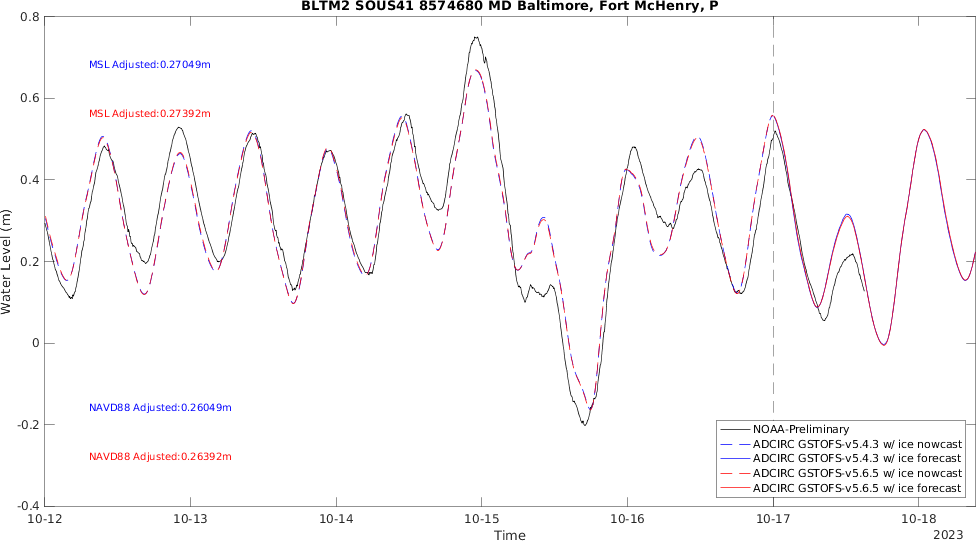 BLTM2 SOUS41 8574680 MD Baltimore, Fort McHenry, P
0.8
0.6
0.4
0.2
0
-0.2
-0.4
Water Level (m)
MSL Adjusted:0.27049m
MSL Adjusted:0.27392m
NAVD88 Adjusted:0.26049m
NAVD88 Adjusted:0.26392m
NOAA-Preliminary
ADCIRC GSTOFS-v5.4.3 w/ ice nowcast
ADCIRC GSTOFS-v5.4.3 w/ ice forecast
ADCIRC GSTOFS-v5.6.5 w/ ice nowcast
ADCIRC GSTOFS-v5.6.5 w/ ice forecast
10-12 10-13 10-14 10-15 10-16 10-17 10-18
Time
2023